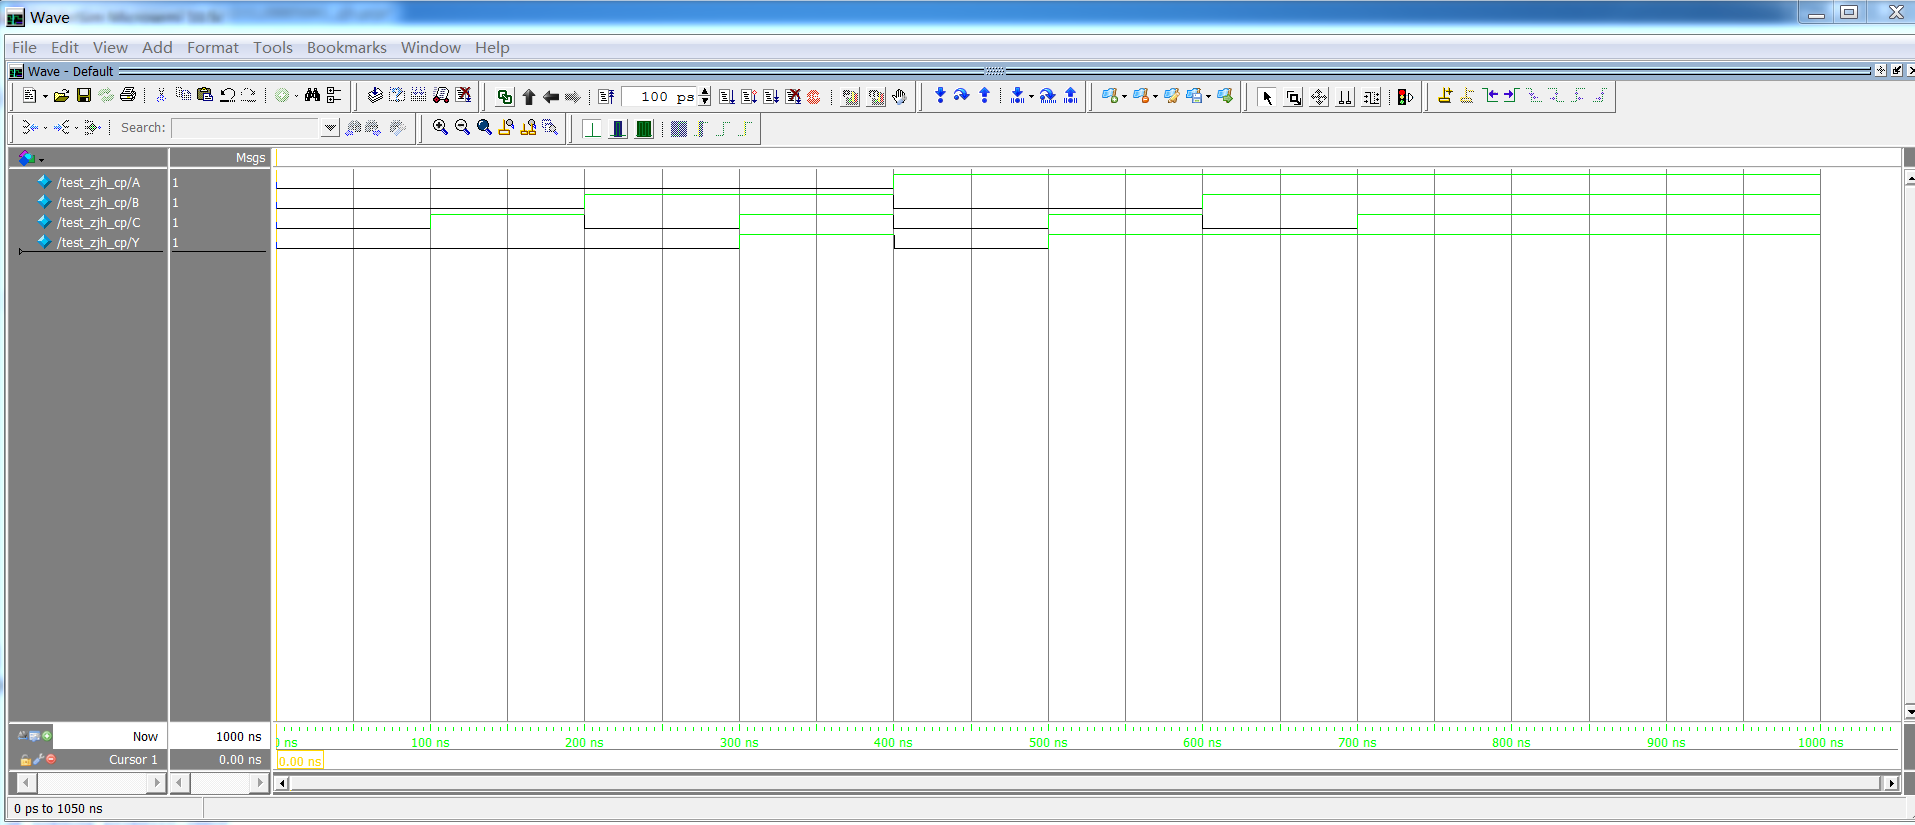 Wave
File Edit View Add Format Tools Bookmarks Window Help
Wave - Default
100 ps
Search:
Msgs
/test_zjh_cp/A 1
/test_zjh_cp/B 1
/test_zjh_cp/C 1
/test_zjh_cp/Y 1
Now 1000 ns
0 ns 100 ns 200 ns 300 ns 400 ns 500 ns 600 ns 700 ns 800 ns 900 ns 1000 ns
Cursor 1 0.00 ns 0.00 ns
0 ps to 1050 ns